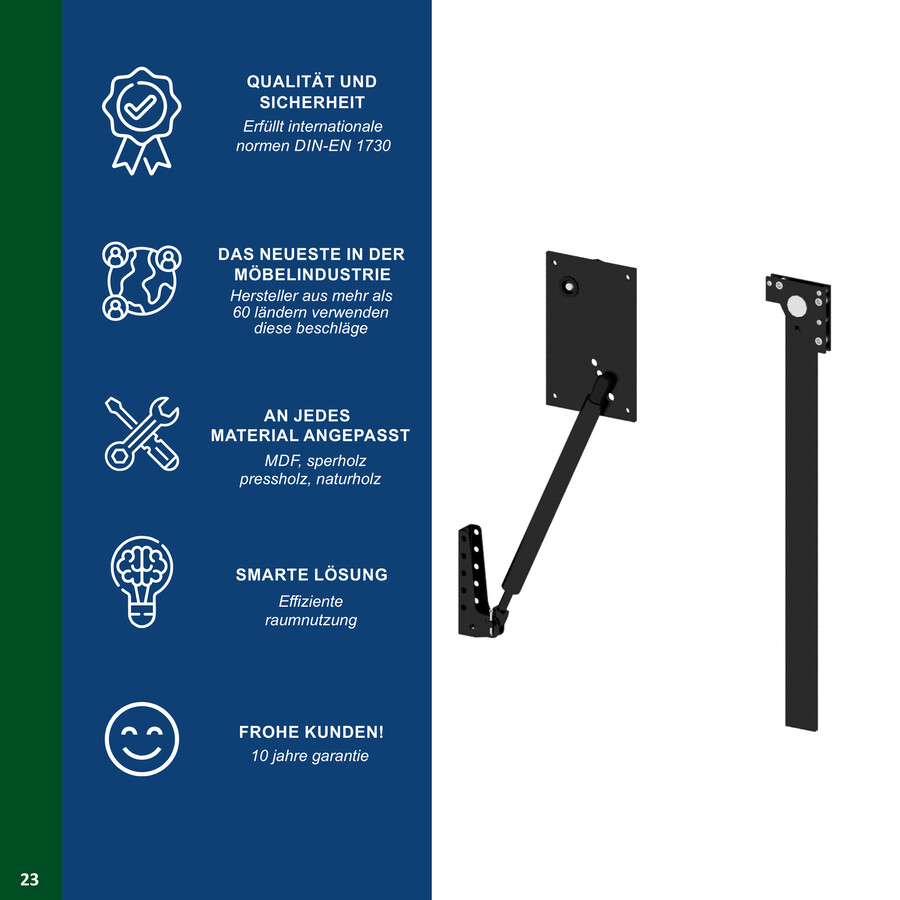 QUALITÄT UND
SICHERHEIT
Erfüllt internationale
normen DIN-EN 1730
DAS NEUESTE IN DER
MÖBELINDUSTRIE
Hersteller aus mehr als
60 ländern verwenden
diese beschläge
AN JEDES
MATERIAL ANGEPASST
MDF, sperholz
pressholz, naturholz
SMARTE LÖSUNG
Effiziente
raumnutzung
FROHE KUNDEN!
10 jahre garantie
23